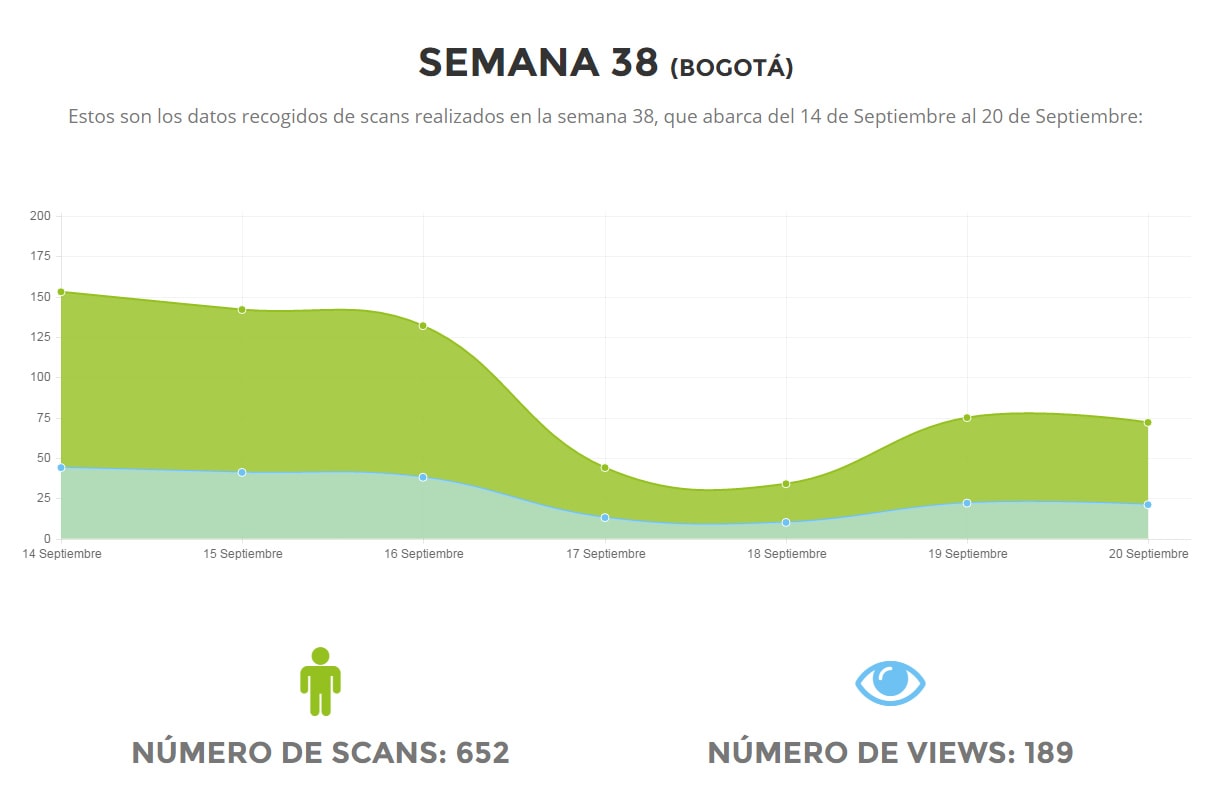 SEMANA 38 (BOGOTÁ)
Estos son los datos recogidos de scans realizados en la semana 38, que abarca del 14 de Septiembre al 20 de Septiembre:
200
175
150
125
100
75
50
25
0
14 Septiembre 15 Septiembre 16 Septiembre 17 Septiembre 18 Septiembre 19 Septiembre 20 Septiembre
NÚMERO DE SCANS: 652 NÚMERO DE VIEWS: 189